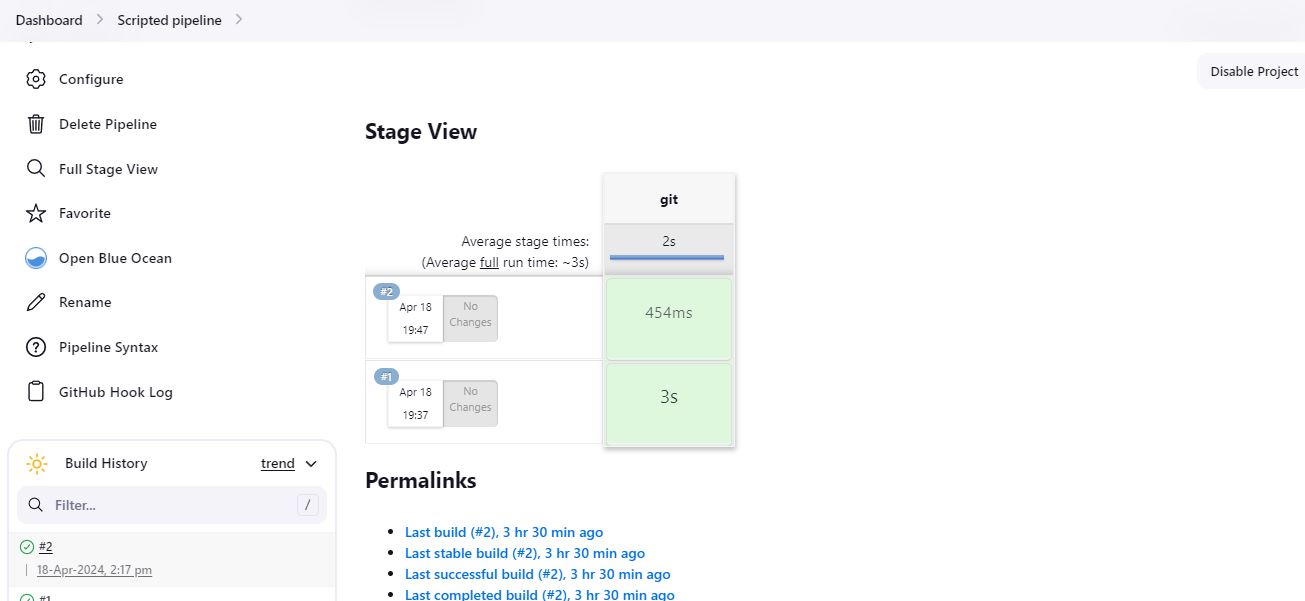 Dashboard > Scripted pipeline >
Configure
Delete Pipeline
Full Stage View
Favorite
Open Blue Ocean
Rename
Pipeline Syntax
GitHub Hook Log
Build History trend
Filter... /
#2
18-Apr-2024, 2:17 pm
#1
Disable Project
Stage View
git
Average stage times: 2s
(Average full run time: ~3s)
#2
Apr 18 No
19:47 Changes
454ms
#1
Apr 18 No
19:37 Changes
3s
Permalinks
Last build (#2), 3 hr 30 min ago
Last stable build (#2), 3 hr 30 min ago
Last successful build (#2), 3 hr 30 min ago
Last completed build (#2), 3 hr 30 min ago